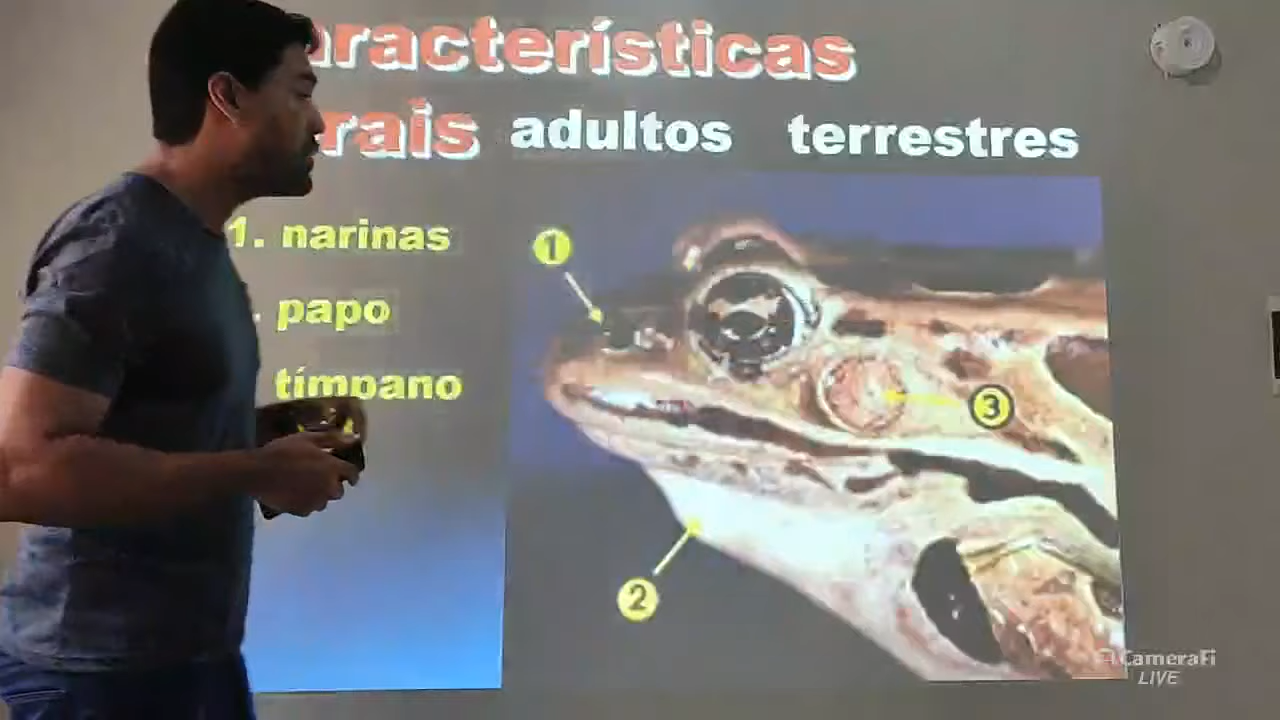 aracterísticas
rais adultos terrestres
1. narinas
. papo
tímpano
1
2
3
CameraFi
LIVE